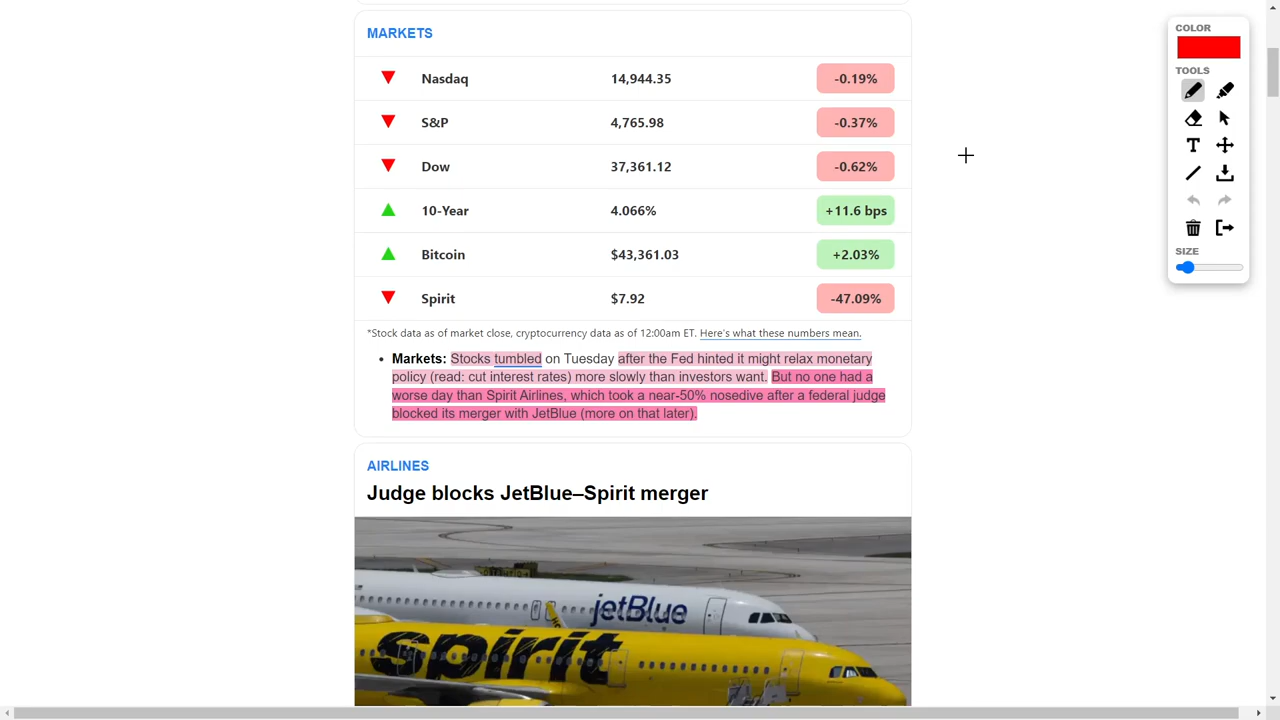 MARKETS
▼ Nasdaq 14,944.35 -0.19%
▼ S&P 4,765.98 -0.37%
▼ Dow 37,361.12 -0.62%
▲ 10-Year 4.066% +11.6 bps
▲ Bitcoin $43,361.03 +2.03%
▼ Spirit $7.92 -47.09%
*Stock data as of market close, cryptocurrency data as of 12:00am ET. Here's what these numbers mean.
• Markets: Stocks tumbled on Tuesday after the Fed hinted it might relax monetary
policy (read: cut interest rates) more slowly than investors want. But no one had a
worse day than Spirit Airlines, which took a near-50% nosedive after a federal judge
blocked its merger with JetBlue (more on that later).
AIRLINES
Judge blocks JetBlue–Spirit merger
jetBlue
spirit
COLOR
TOOLS
T
SIZE